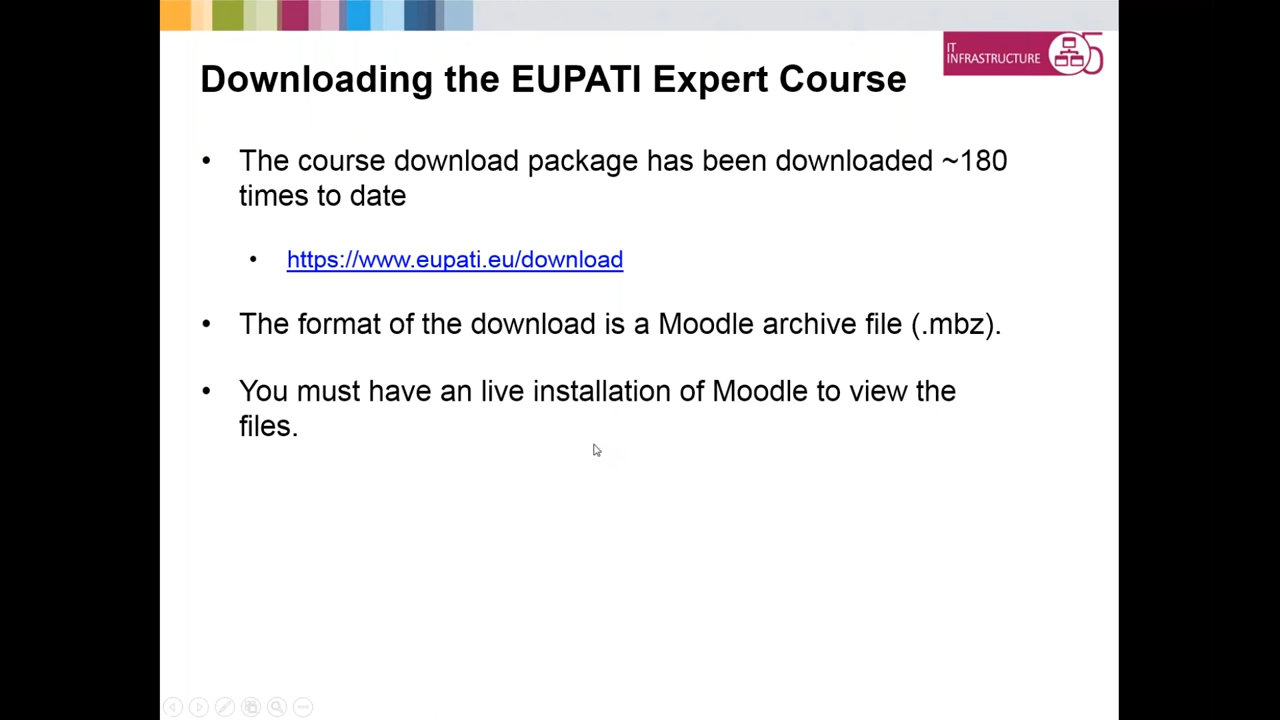 IT
INFRASTRUCTURE 5
Downloading the EUPATI Expert Course
• The course download package has been downloaded ~180
times to date
• https://www.eupati.eu/download
• The format of the download is a Moodle archive file (.mbz).
• You must have an live installation of Moodle to view the
files.